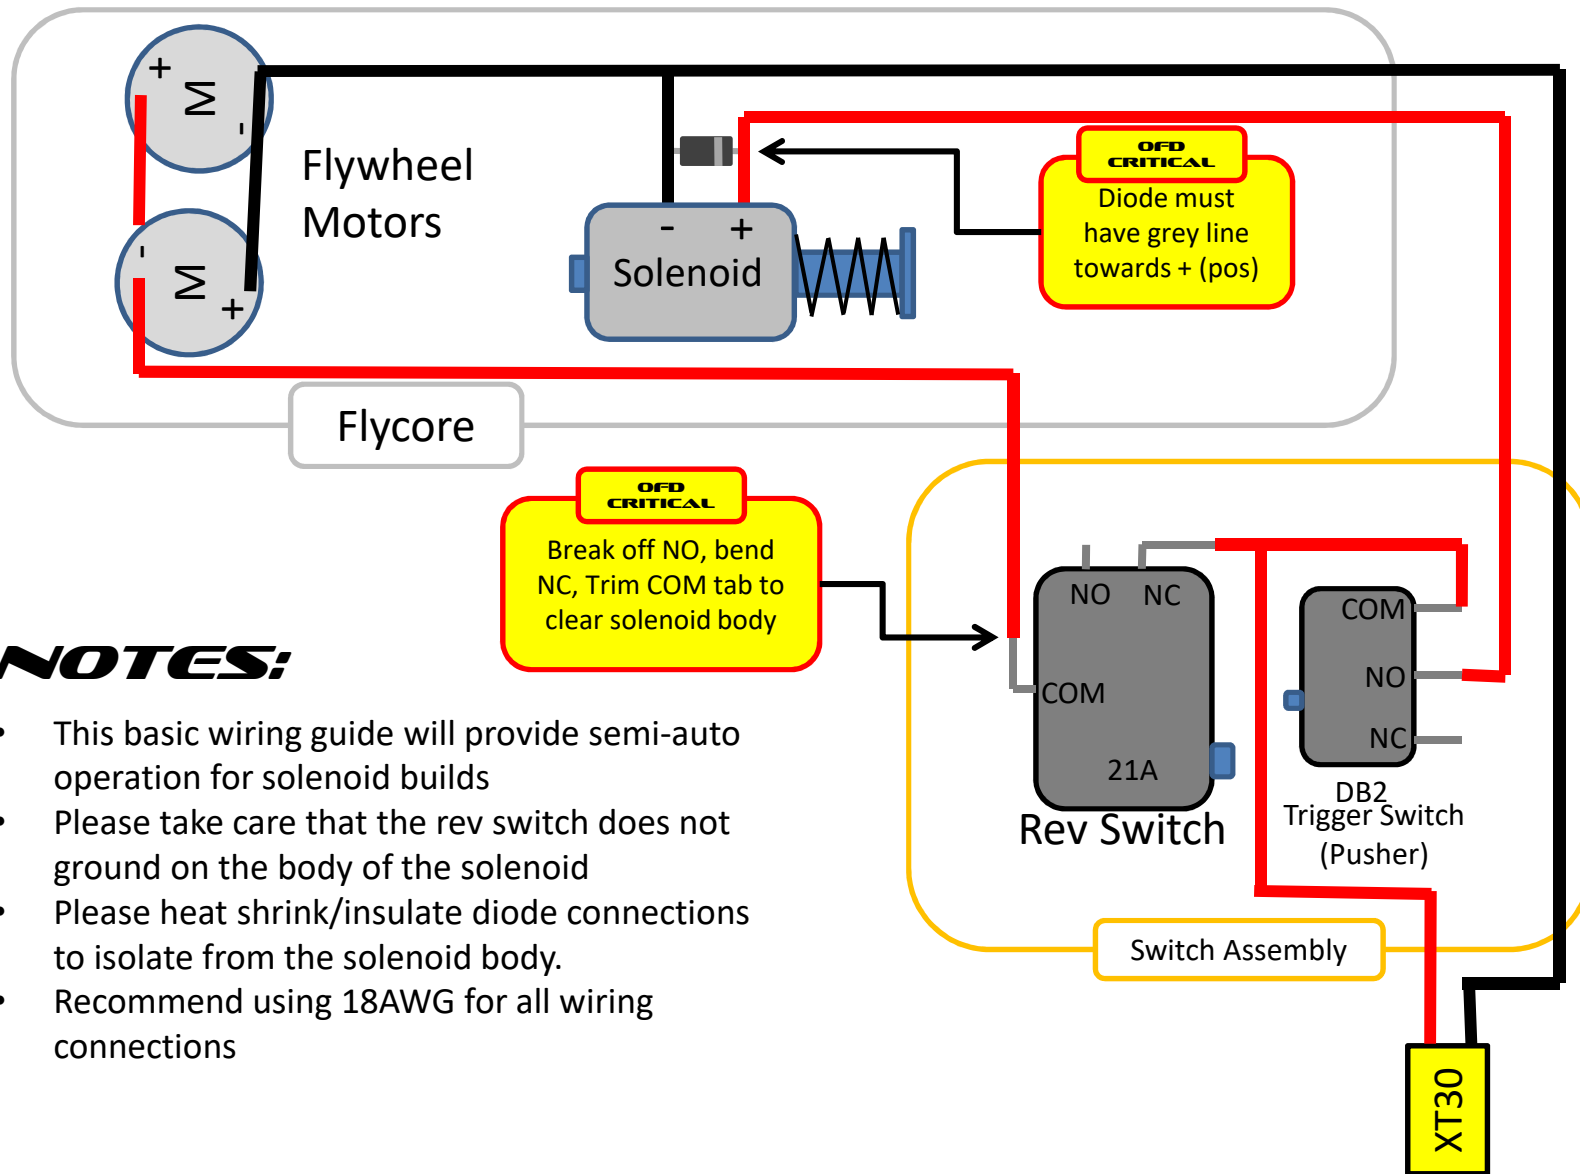 +
M
-
-
M
+
Flywheel
Motors
-
+
Solenoid
OFD
CRITICAL
Diode must
have grey line
towards + (pos)
Flycore
OFD
CRITICAL
Break off NO, bend
NC, Trim COM tab to
clear solenoid body
NO NC
COM
21A
Rev Switch
COM
NO
NC
DB2
Trigger Switch
(Pusher)
Switch Assembly
XT30
NOTES:
• This basic wiring guide will provide semi-auto
operation for solenoid builds
• Please take care that the rev switch does not
ground on the body of the solenoid
• Please heat shrink/insulate diode connections
to isolate from the solenoid body.
• Recommend using 18AWG for all wiring
connections